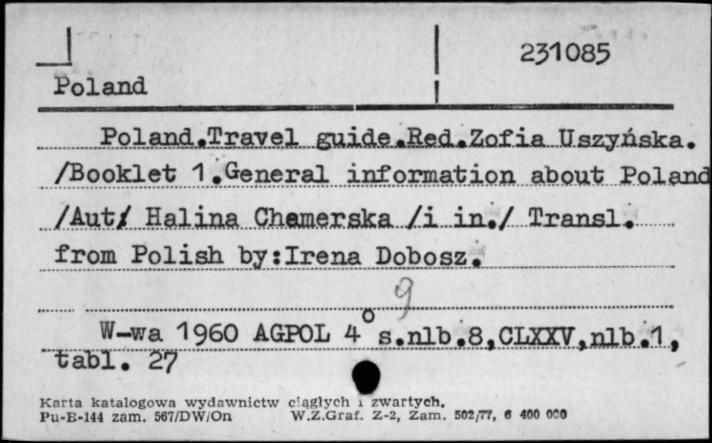 231085
Poland
Poland.Travel guide.Red.Zofia Uszyńska.
/Booklet 1.General information about Poland
/Aut/ Halina Chamerska /i in./ Transl.
from Polish by:Irena Dobosz.
9
W-wa 1960 AGPOL 4° s.nlb.8,CLXXV,nlb.1,
tabl. 27
Karta katalogowa wydawnictw ciągłych i zwartych.
Pu-E-144 zam. 567/DW/On W.Z.Graf. Z-2, Zam. 502/77, 6 400 000